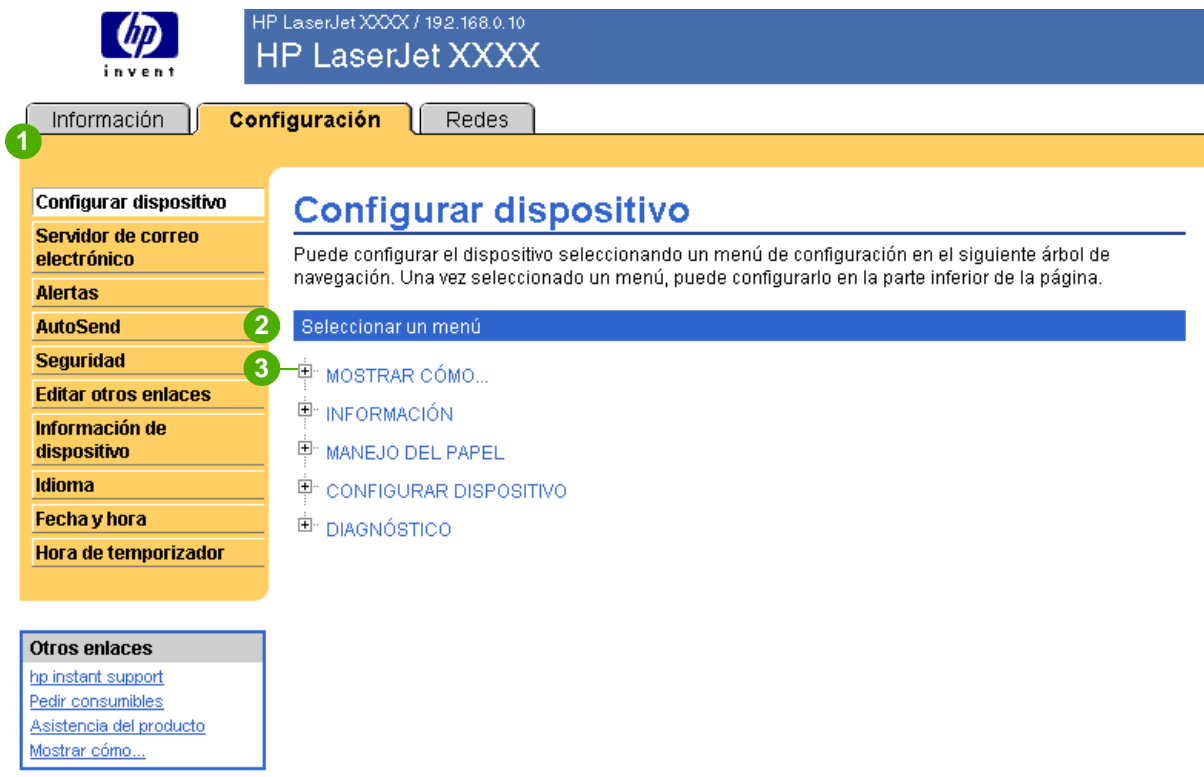 hp
invent
HP LaserJet XXXX / 192.168.0.10
HP LaserJet XXXX
Información
Configuración
Redes
1
Configurar dispositivo
Servidor de correo
electrónico
Alertas
AutoSend
Seguridad
Editar otros enlaces
Información de
dispositivo
Idioma
Fecha y hora
Hora de temporizador
Otros enlaces
hp instant support
Pedir consumibles
Asistencia del producto
Mostrar cómo...
Configurar dispositivo
Puede configurar el dispositivo seleccionando un menú de configuración en el siguiente árbol de
navegación. Una vez seleccionado un menú, puede configurarlo en la parte inferior de la página.
2
Seleccionar un menú
3
MOSTRAR CÓMO...
INFORMACIÓN
MANEJO DEL PAPEL
CONFIGURAR DISPOSITIVO
DIAGNÓSTICO